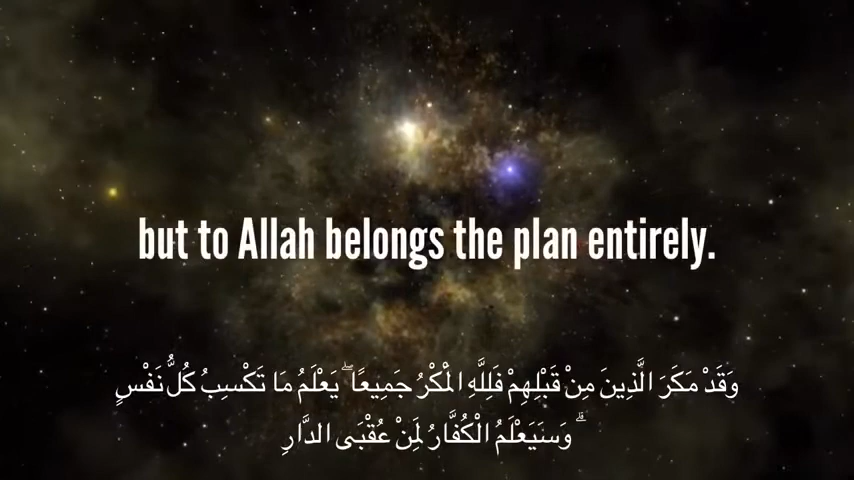 but to Allah belongs the plan entirely.
وَقَدْ مَكَرَ الَّذِينَ مِنْ قَبْلِهِمْ فَلِلَّهِ الْمَكْرُ جَمِيعًا ۖ يَعْلَمُ مَا تَكْسِبُ كُلُّ نَفْسٍ
ۗ وَسَيَعْلَمُ الْكُفَّارُ لِمَنْ عُقْبَى الدَّارِ